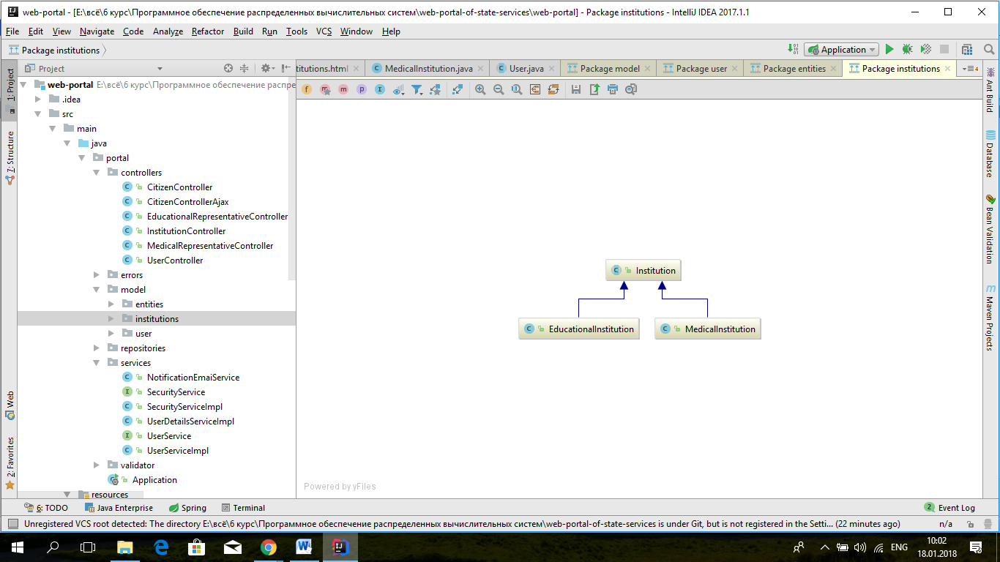 web-portal - [E:\всё\6 курс\Программное обеспечение распределенных вычислительных систем\web-portal-of-state-services\web-portal] - Package institutions - IntelliJ IDEA 2017.1.1
File Edit View Navigate Code Analyze Refactor Build Run Tools VCS Window Help
Package institutions
Application
1: Project
7: Structure
Web
2: Favorites
Project
web-portal E:\всё\6 курс\Программное обеспечение распре
.idea
src
main
java
portal
controllers
CitizenController
CitizenControllerAjax
EducationalRepresentativeController
InstitutionController
MedicalRepresentativeController
UserController
errors
model
entities
institutions
user
repositories
services
NotificationEmaiService
SecurityService
SecurityServiceImpl
UserDetailsServiceImpl
UserService
UserServiceImpl
validator
Application
resources
titutions.html MedicalInstitution.java User.java Package model Package user Package entities Package institutions 4
Institution
EducationalInstitution MedicalInstitution
Powered by yFiles
Ant Build
Database
Bean Validation
Maven Projects
6: TODO Java Enterprise Spring Terminal 2 Event Log
Unregistered VCS root detected: The directory E:\всё\6 курс\Программное обеспечение распределенных вычислительных систем\web-portal-of-state-services is under Git, but is not registered in the Setti... (22 minutes ago) n/a
ENG
10:02
18.01.2018